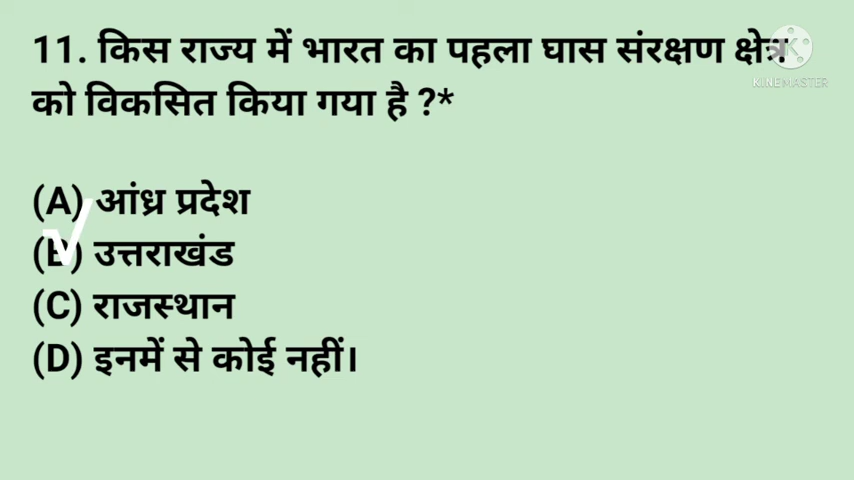 11. किस राज्य में भारत का पहला घास संरक्षण क्षेत्र
को विकसित किया गया है ?*
(A) आंध्र प्रदेश
(B) उत्तराखंड
(C) राजस्थान
(D) इनमें से कोई नहीं।
K
KINEMASTER